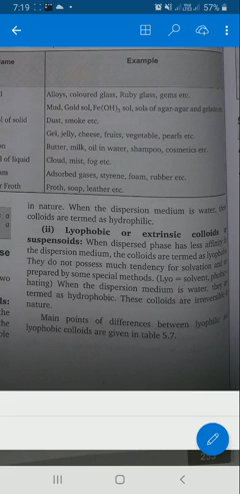 7:19
57%
ame
Example
Alloys, coloured glass, Ruby glass, gems etc.
Mud, Gold sol, Fe(OH)3 sol, sols of agar-agar and gelatin.
l of solid
Dust, smoke etc.
Gel, jelly, cheese, fruits, vegetable, pearls etc.
Butter, milk, oil in water, shampoo, cosmetics etc.
l of liquid
Cloud, mist, fog etc.
Adsorbed gases, styrene, foam, rubber etc.
r Froth
Froth, soap, leather etc.
in nature. When the dispersion medium is water,
colloids are termed as hydrophilic.
(ii) Lyophobic or extrinsic colloids
suspensoids: When dispersed phase has less affinity
the dispersion medium, the colloids are termed as
They do not possess much tendency for solvation and
prepared by some special methods. (Lyo = solvent,
hating) When the dispersion medium is water,
termed as hydrophobic. These colloids are
nature.
Main points of differences between lyophilic
lyophobic colloids are given in table 5.7.